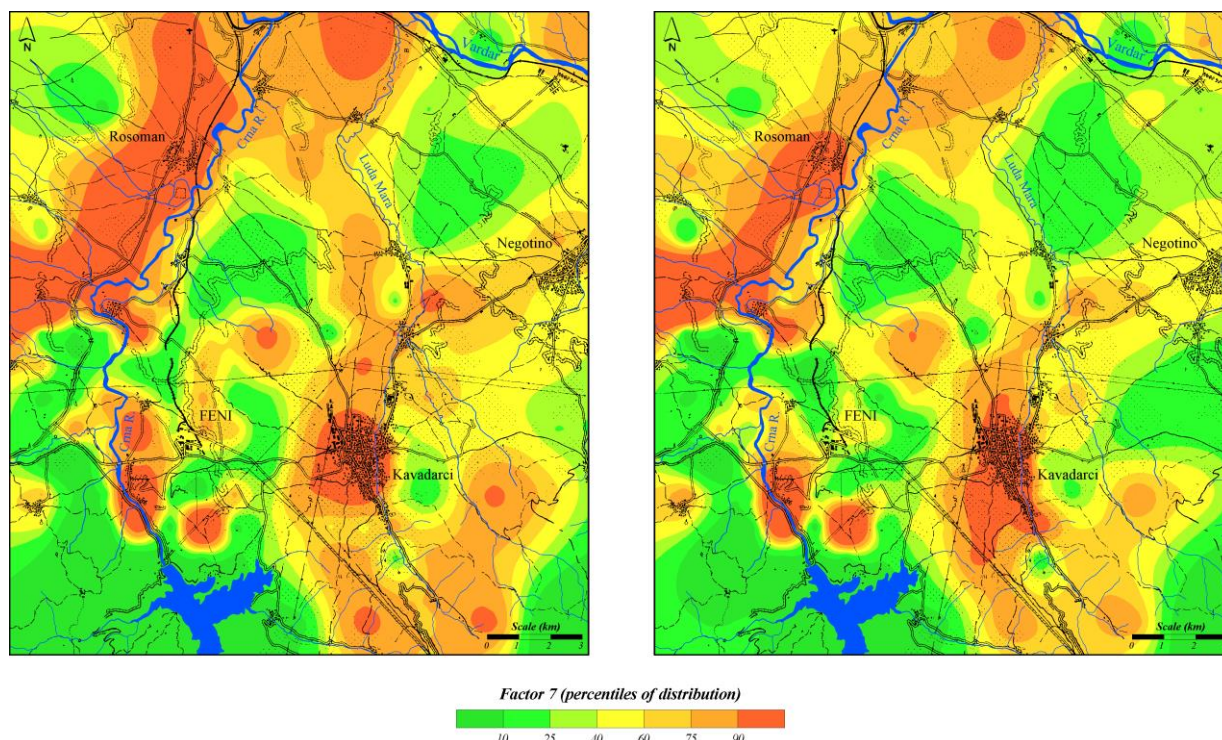 N
Vardar
Rosoman
Crna R.
Luda Mara
Negotino
FENI
Crna R.
Kavadarci
Scale (km)
0 1 2 3
N
Vardar
Rosoman
Crna R.
Luda Mara
Negotino
FENI
Crna R.
Kavadarci
Scale (km)
0 1 2
Factor 7 (percentiles of distribution)
10 25 40 60 75 90